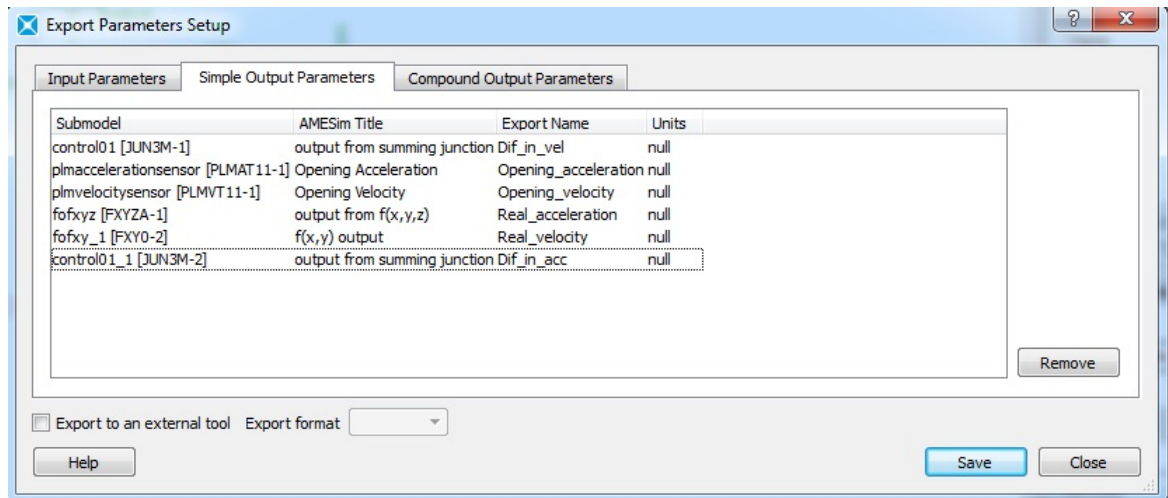 Export Parameters Setup
Input Parameters Simple Output Parameters Compound Output Parameters
Submodel AMESim Title Export Name Units
control01 [JUN3M-1] output from summing junction Dif_in_vel null
plmaccelerationsensor [PLMAT11-1] Opening Acceleration Opening_acceleration null
plmvelocitysensor [PLMVT11-1] Opening Velocity Opening_velocity null
fofxyz [FXYZA-1] output from f(x,y,z) Real_acceleration null
fofxy_1 [FXY0-2] f(x,y) output Real_velocity null
control01_1 [JUN3M-2] output from summing junction Dif_in_acc null
Remove
Export to an external tool Export format
Help Save Close